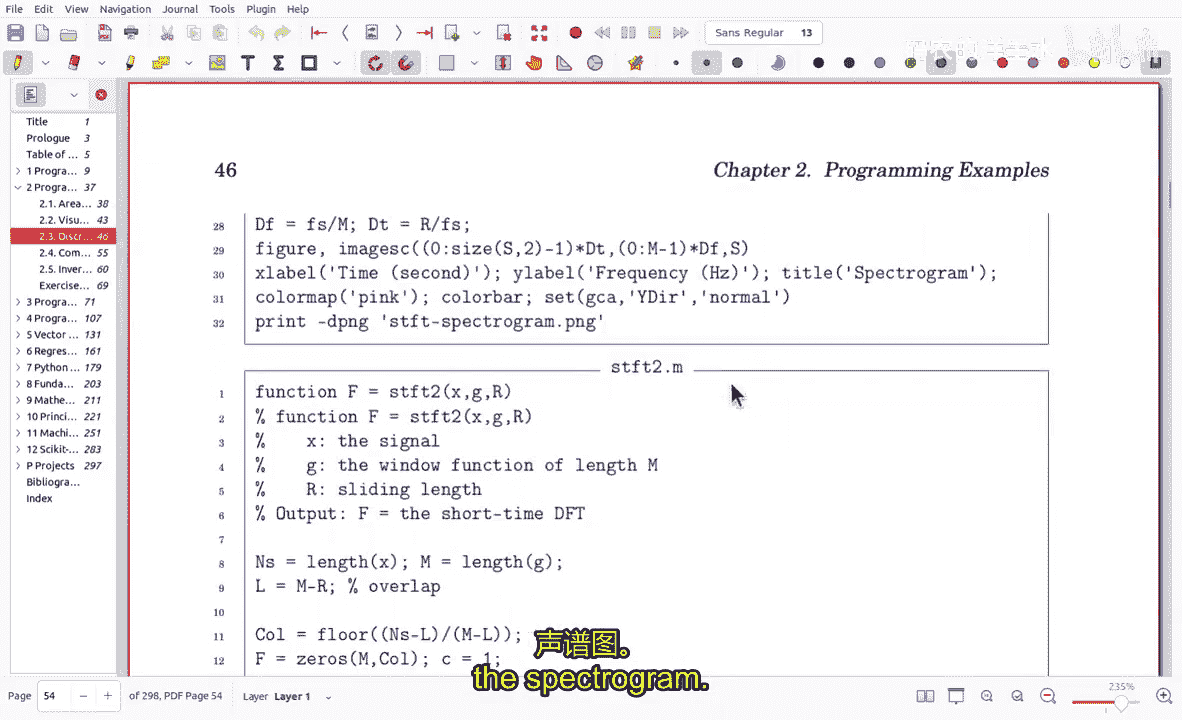 File Edit View Navigation Journal Tools Plugin Help
Sans Regular 13
Title 1
Prologue 3
Table of ... 5
1 Progra... 9
2 Progra... 37
2.1. Area... 38
2.2. Visu... 43
2.3. Discr... 46
2.4. Com... 55
2.5. Inver... 60
Exercise... 69
3 Progra... 71
4 Progra... 107
5 Vector ... 131
6 Regres... 161
7 Python ... 179
8 Funda... 203
9 Mathe... 211
10 Princi... 221
11 Machi... 251
12 Scikit-... 283
P Projects 297
Bibliogra...
Index
46 Chapter 2. Programming Examples
28 Df = fs/M; Dt = R/fs;
29 figure, imagesc((0:size(S,2)-1)*Dt,(0:M-1)*Df,S)
30 xlabel('Time (second)'); ylabel('Frequency (Hz)'); title('Spectrogram');
31 colormap('pink'); colorbar; set(gca,'YDir','normal')
32 print -dpng 'stft-spectrogram.png'
stft2.m
1 function F = stft2(x,g,R)
2 % function F = stft2(x,g,R)
3 % x: the signal
4 % g: the window function of length M
5 % R: sliding length
6 % Output: F = the short-time DFT
7
8 Ns = length(x); M = length(g);
9 L = M-R; % overlap
10
11 Col = floor((Ns-L)/(M-L));
12 F = zeros(M,Col); c = 1;
声谱图。
the spectrogram.
Page 54 − + of 298, PDF Page 54 Layer Layer 1 235%